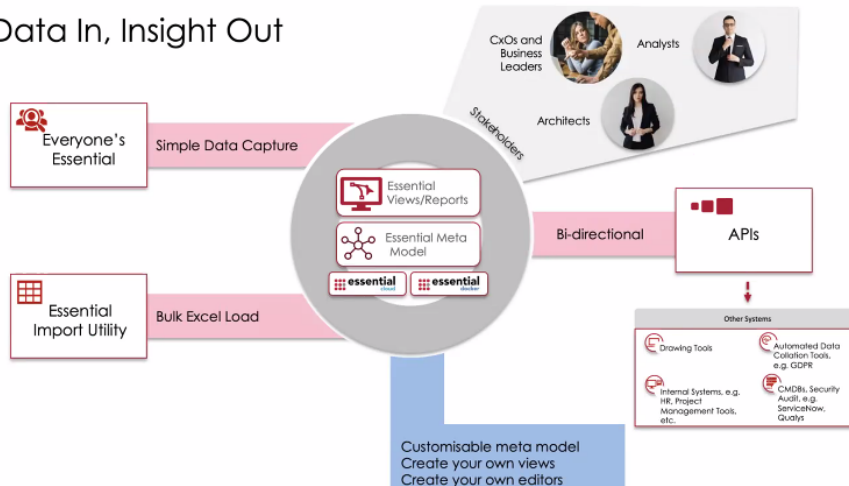 Data In, Insight Out
CxOs and
Business
Leaders
Analysts
Architects
Stakeholders
Everyone's
Essential
Simple Data Capture
Essential
Views/Reports
Essential Meta
Model
essential
cloud
essential
docker
Bi-directional
APIs
Essential
Import Utility
Bulk Excel Load
Other Systems
Drawing Tools
Automated Data
Collation Tools,
e.g. GDPR
Internal Systems, e.g.
HR, Project
Management Tools,
etc.
CMDBs, Security
Audit, e.g.
ServiceNow,
Qualys
Customisable meta model
Create your own views
Create your own editors